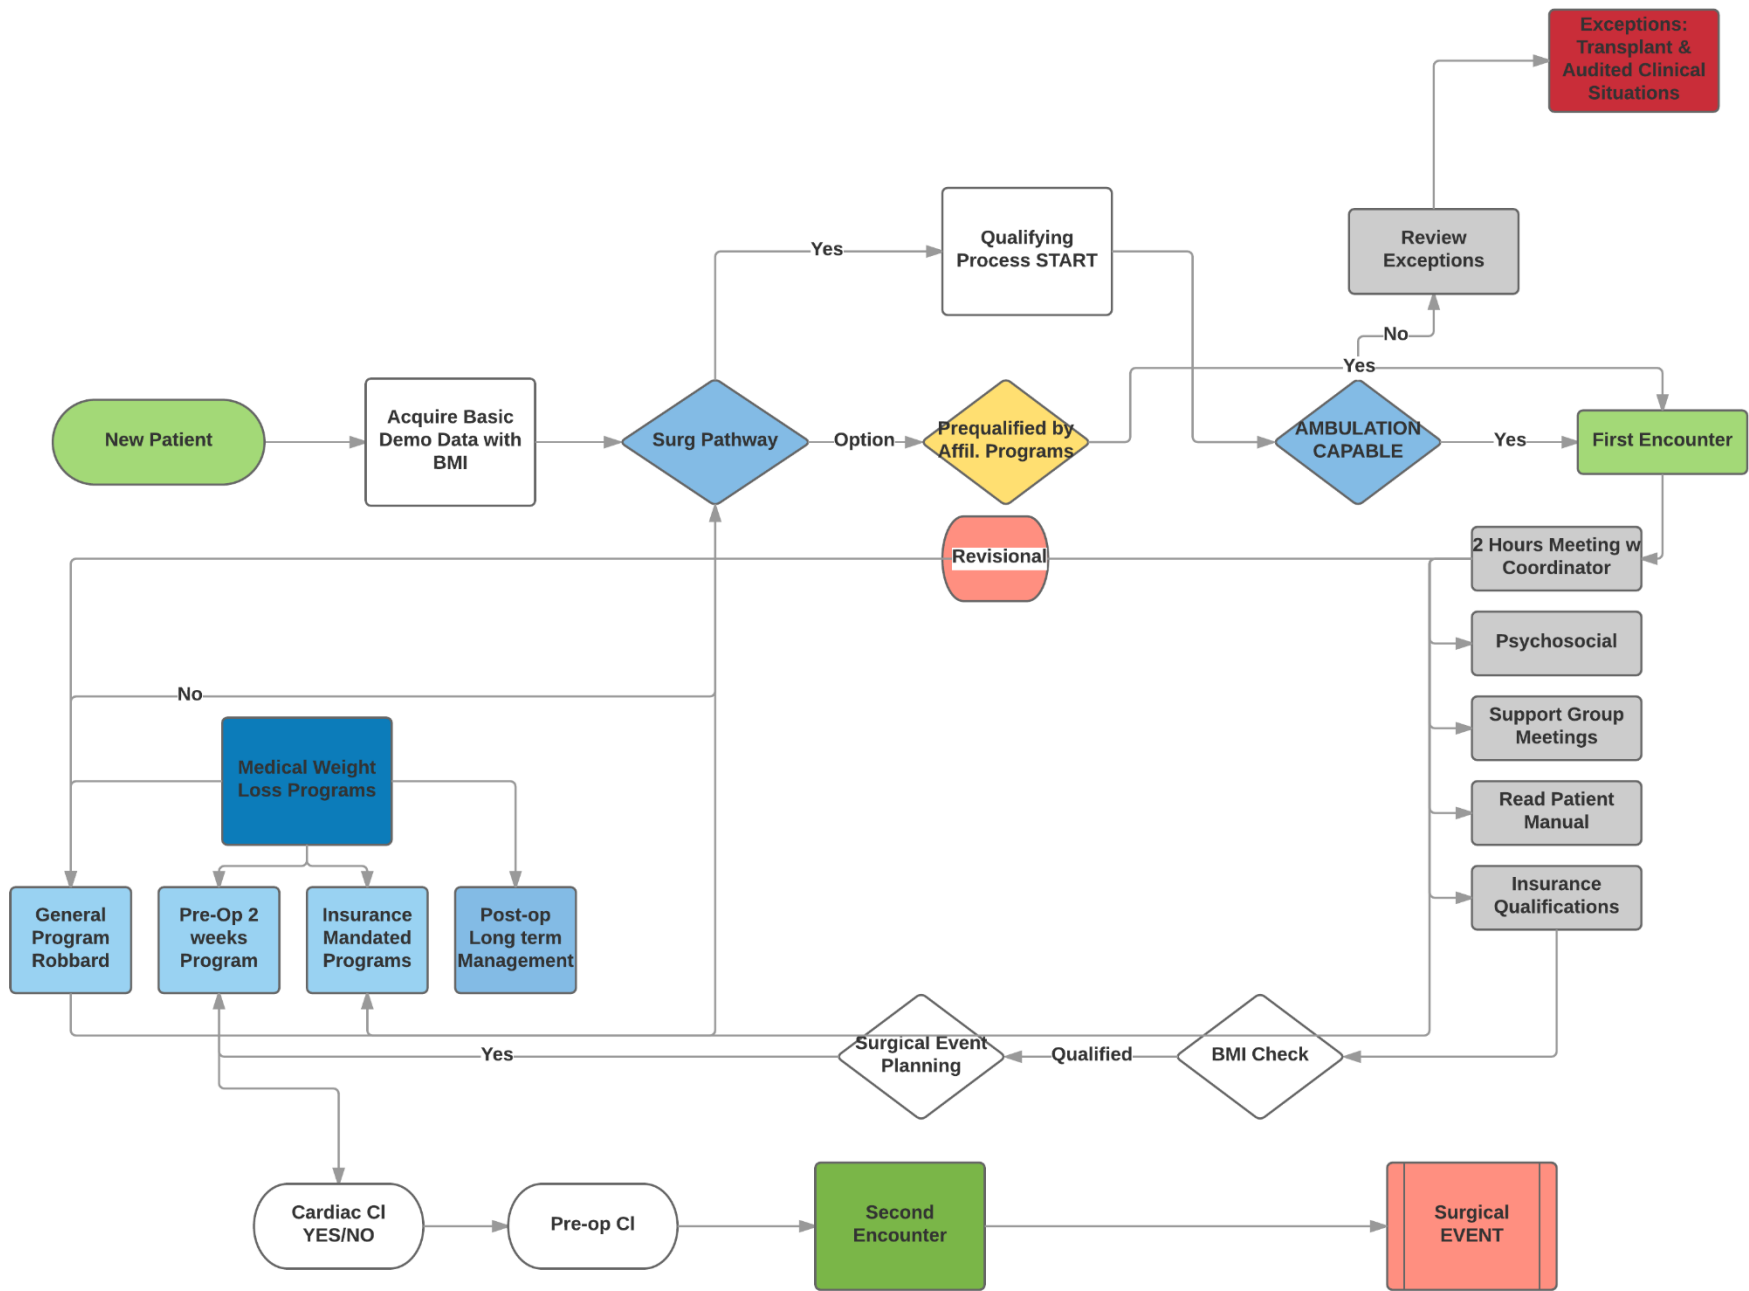 Exceptions:
Transplant &
Audited Clinical
Situations
Yes
Qualifying
Process START
Review
Exceptions
No
Yes
New Patient
Acquire Basic
Demo Data with
BMI
Surg Pathway
Option
Prequalified by
Affil. Programs
AMBULATION
CAPABLE
Yes
First Encounter
Revisional
2 Hours Meeting w
Coordinator
Psychosocial
No
Support Group
Meetings
Medical Weight
Loss Programs
Read Patient
Manual
General
Program
Robbard
Pre-Op 2
weeks
Program
Insurance
Mandated
Programs
Post-op
Long term
Management
Insurance
Qualifications
Yes
Surgical Event
Planning
Qualified
BMI Check
Cardiac Cl
YES/NO
Pre-op Cl
Second
Encounter
Surgical
EVENT